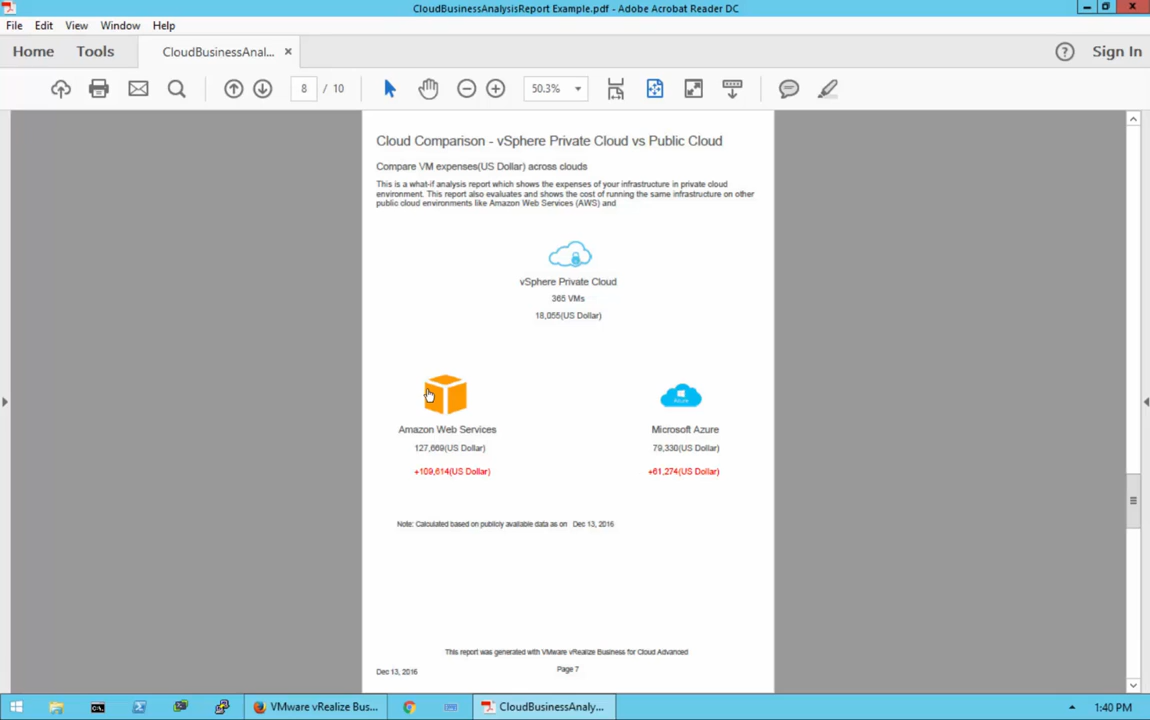 CloudBusinessAnalysisReport Example.pdf - Adobe Acrobat Reader DC
File Edit View Window Help
Home Tools CloudBusinessAnal... × ? Sign In
8 / 10 50.3%
Cloud Comparison - vSphere Private Cloud vs Public Cloud
Compare VM expenses(US Dollar) across clouds
This is a what-if analysis report which shows the expenses of your infrastructure in private cloud
environment. This report also evaluates and shows the cost of running the same infrastructure on other
public cloud environments like Amazon Web Services (AWS) and
vSphere Private Cloud
365 VMs
18,055(US Dollar)
Azure
Amazon Web Services Microsoft Azure
127,669(US Dollar) 79,330(US Dollar)
+109,614(US Dollar) +61,274(US Dollar)
Note: Calculated based on publicly available data as on Dec 13, 2016
This report was generated with VMware vRealize Business for Cloud Advanced
Page 7
Dec 13, 2016
VMware vRealize Bus... CloudBusinessAnaly... 1:40 PM